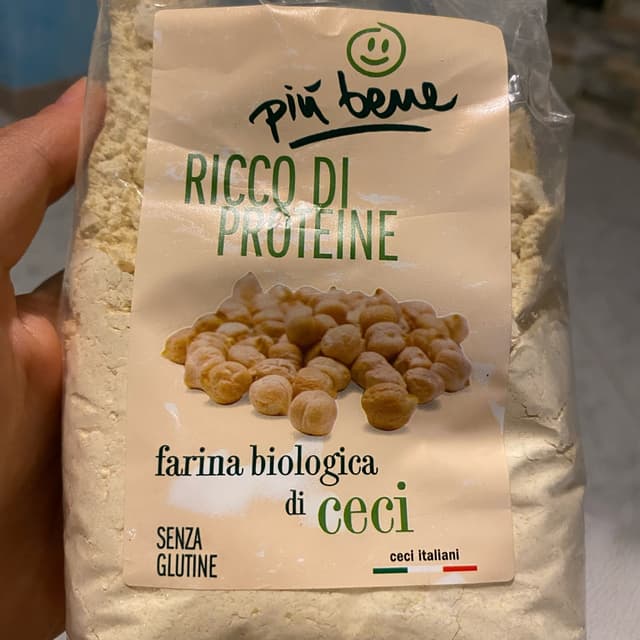 più bene
RICCO DI
PROTEINE
farina biologica
di ceci
SENZA
GLUTINE
ceci italiani